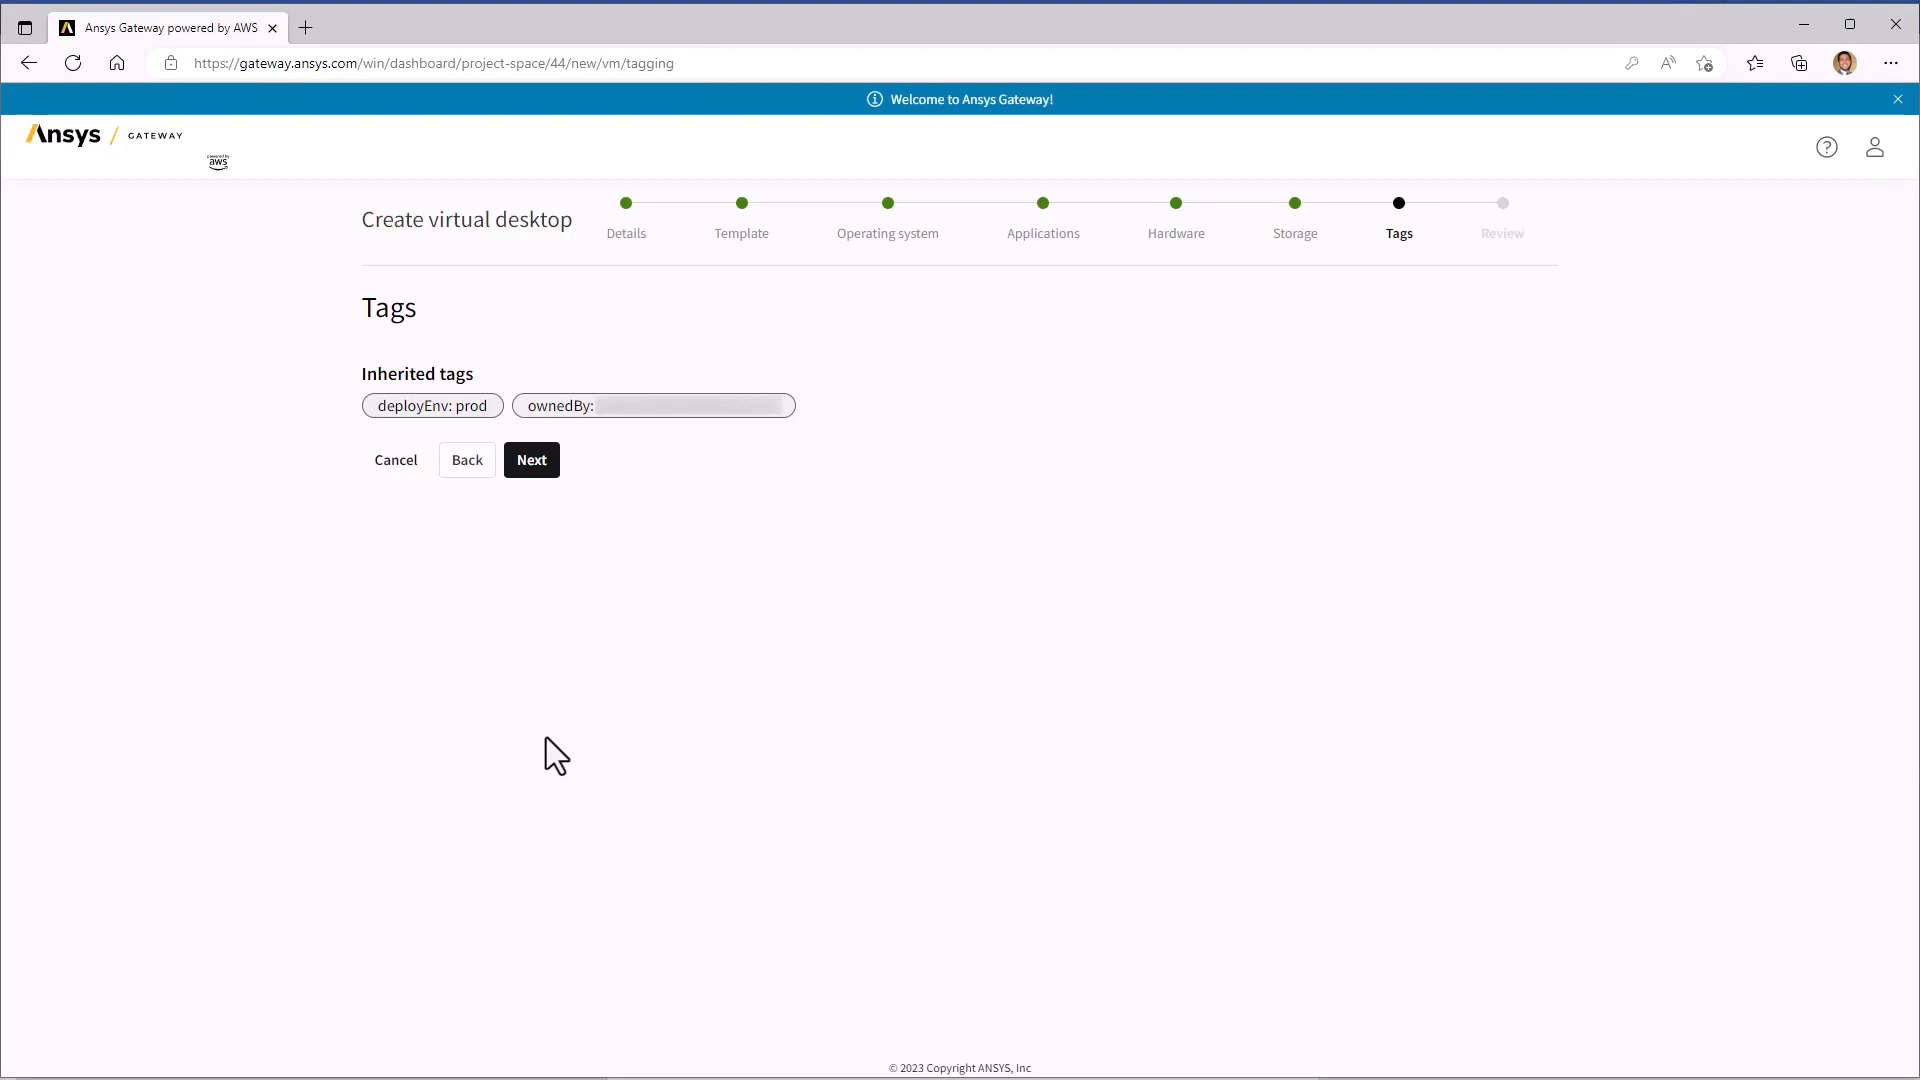 Ansys Gateway powered by AWS
https://gateway.ansys.com/win/dashboard/project-space/44/new/vm/tagging
Welcome to Ansys Gateway!
Ansys / GATEWAY
powered by
aws
Create virtual desktop
Details
Template
Operating system
Applications
Hardware
Storage
Tags
Review
Tags
Inherited tags
deployEnv: prod
ownedBy:
Cancel
Back
Next
© 2023 Copyright ANSYS, Inc